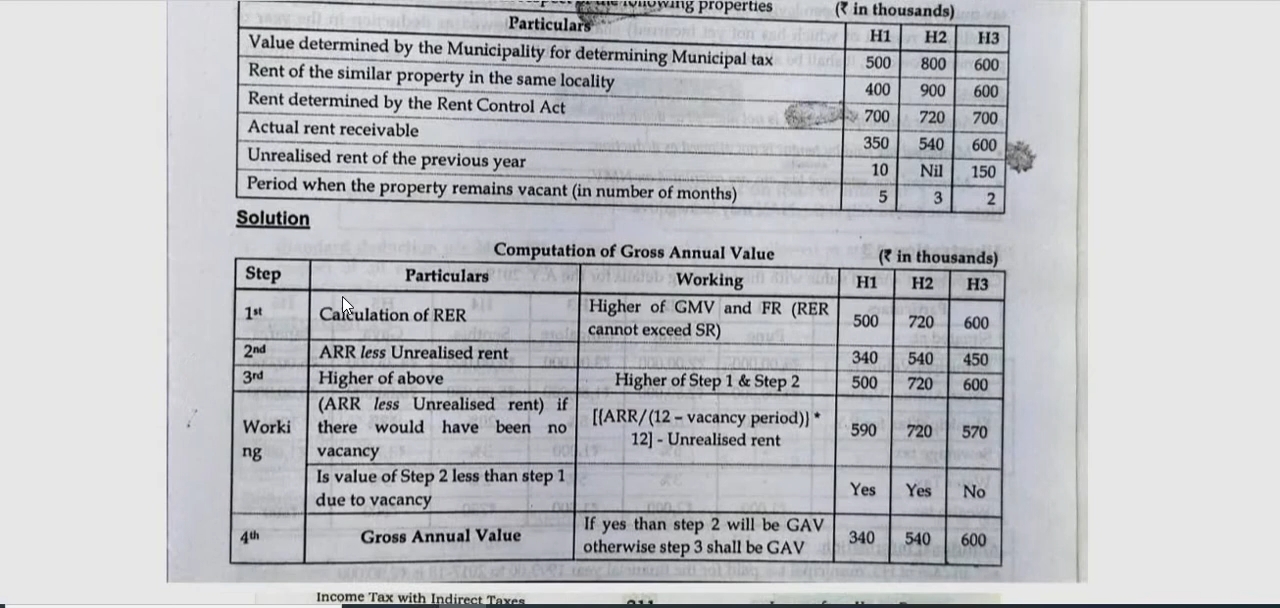 the following properties (₹ in thousands)
Particulars H1 H2 H3
Value determined by the Municipality for determining Municipal tax 500 800 600
Rent of the similar property in the same locality 400 900 600
Rent determined by the Rent Control Act 700 720 700
Actual rent receivable 350 540 600
Unrealised rent of the previous year 10 Nil 150
Period when the property remains vacant (in number of months) 5 3 2
Solution
Computation of Gross Annual Value (₹ in thousands)
Step Particulars Working H1 H2 H3
1st Calculation of RER Higher of GMV and FR (RER
cannot exceed SR) 500 720 600
2nd ARR less Unrealised rent 340 540 450
3rd Higher of above Higher of Step 1 & Step 2 500 720 600
Worki
ng
(ARR less Unrealised rent) if
there would have been no
vacancy
[{ARR/(12 – vacancy period)} *
12] - Unrealised rent
590 720 570
Is value of Step 2 less than step 1
due to vacancy
Yes Yes No
4th Gross Annual Value If yes than step 2 will be GAV
otherwise step 3 shall be GAV 340 540 600
Income Tax with Indirect Taxes